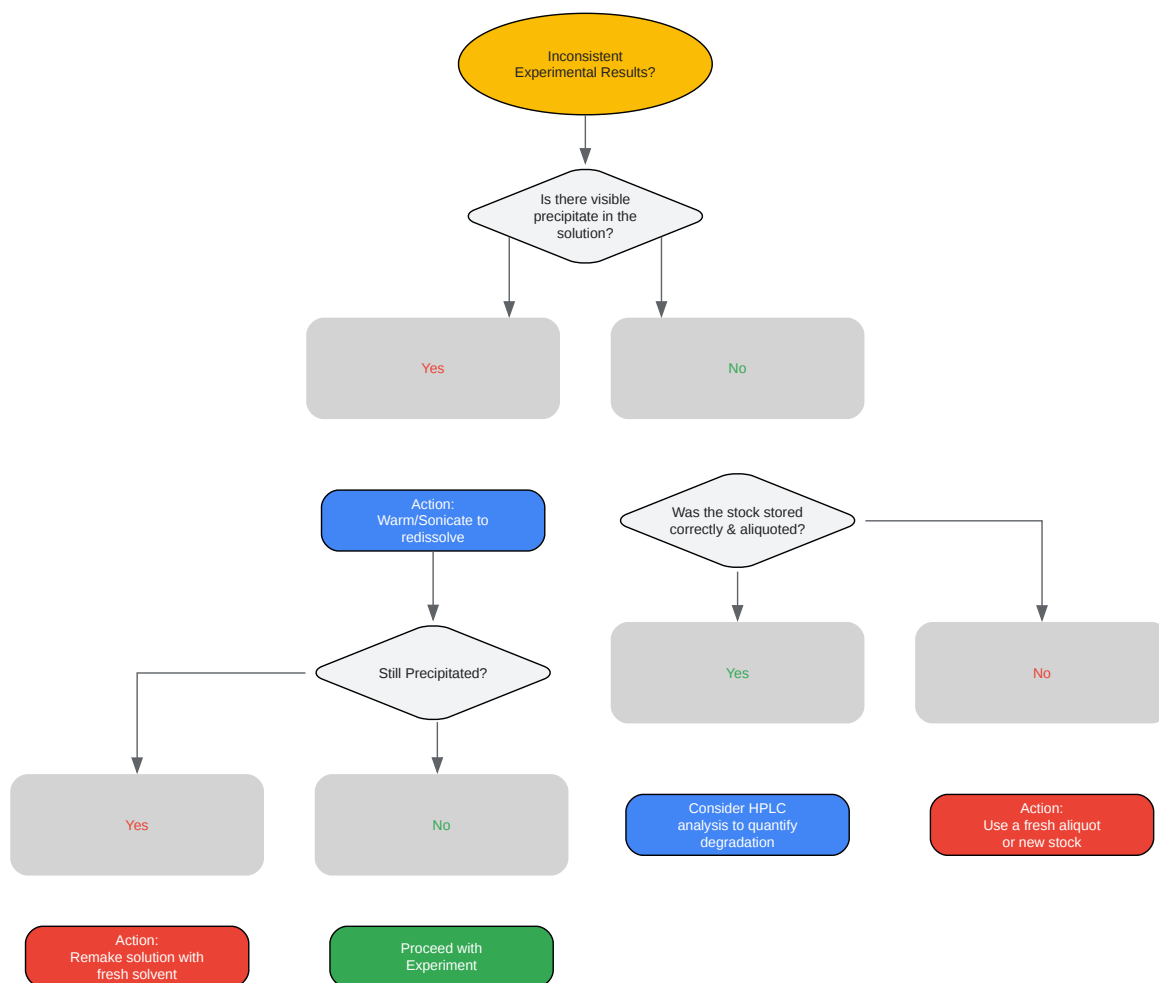 Inconsistent
Experimental Results?
Is there visible
precipitate in the
solution?
Yes
No
Action:
Warm/Sonicate to
redissolve
Was the stock stored
correctly & aliquoted?
Still Precipitated?
Yes
No
Yes
No
Consider HPLC
analysis to quantify
degradation
Action:
Use a fresh aliquot
or new stock
Action:
Remake solution with
fresh solvent
Proceed with
Experiment